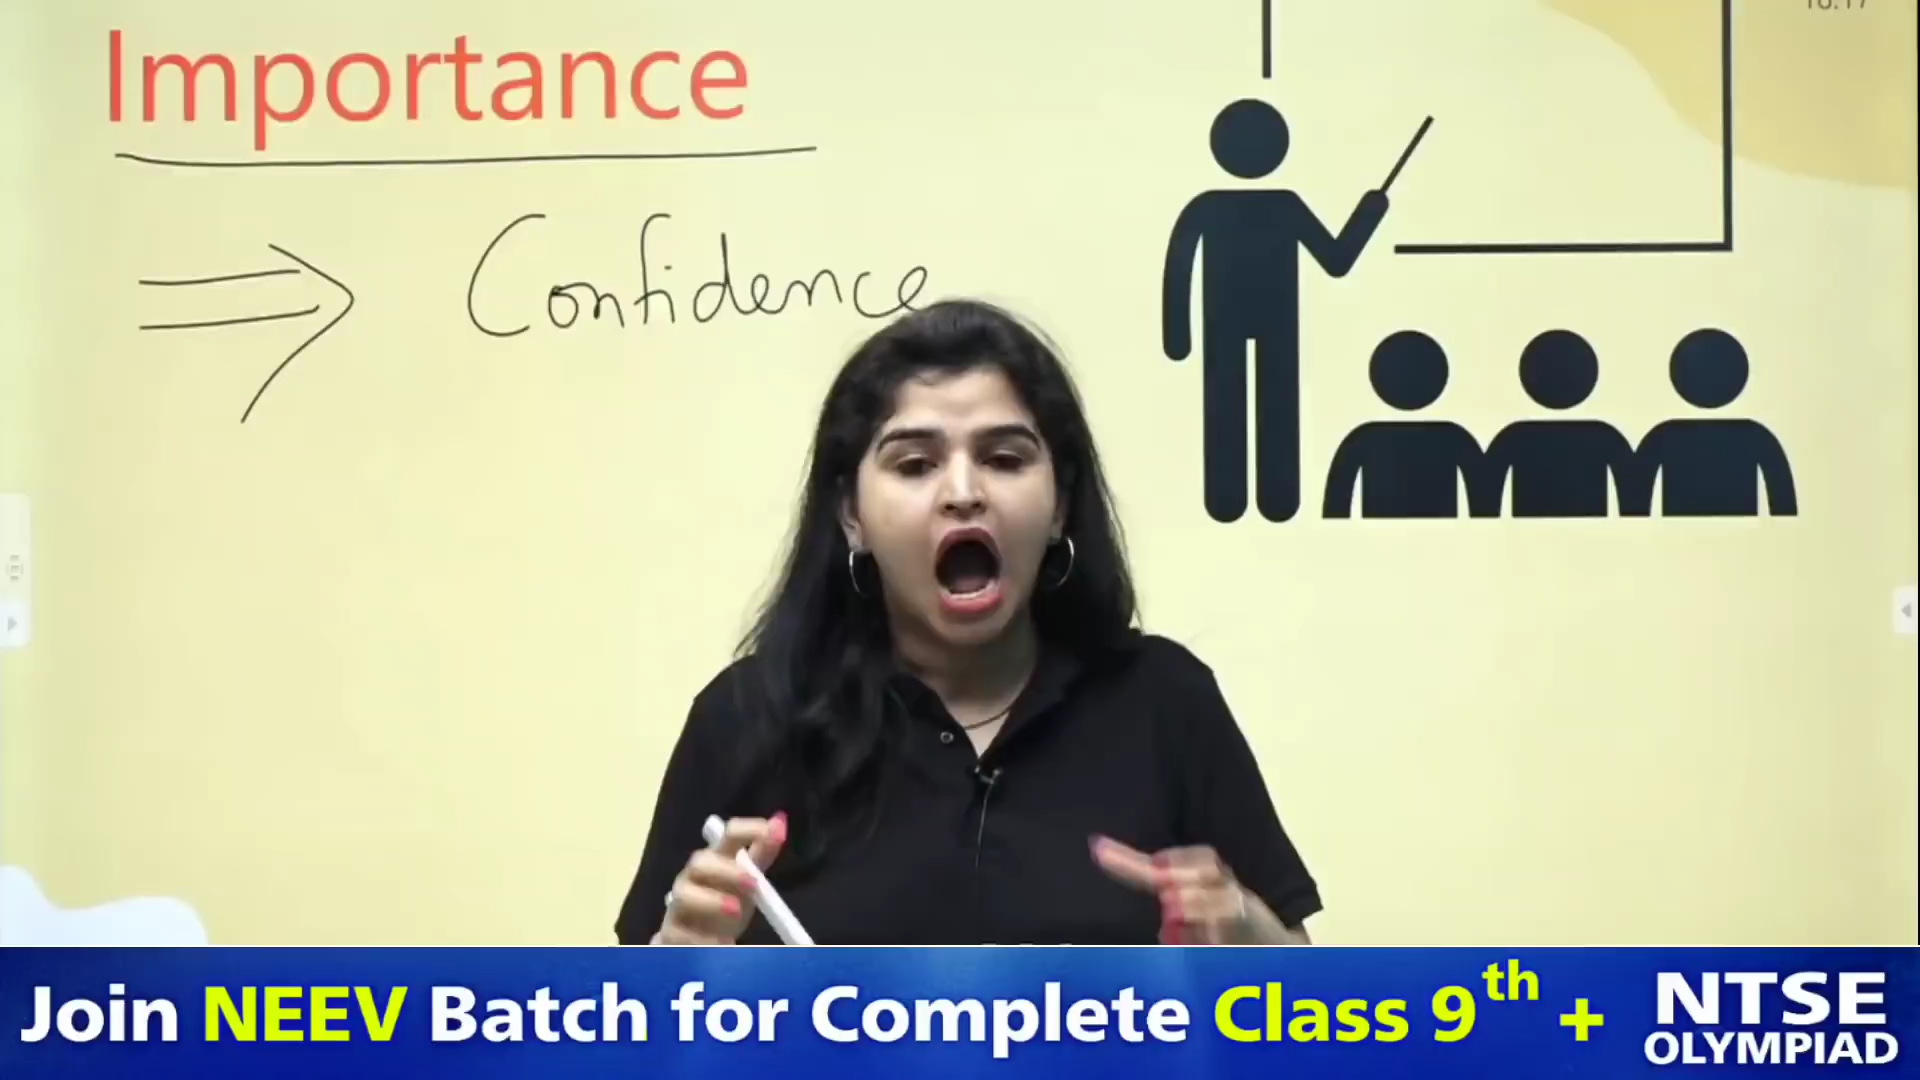 Importance
⇒ Confidence
Join NEEV Batch for Complete Class 9th + NTSE OLYMPIAD